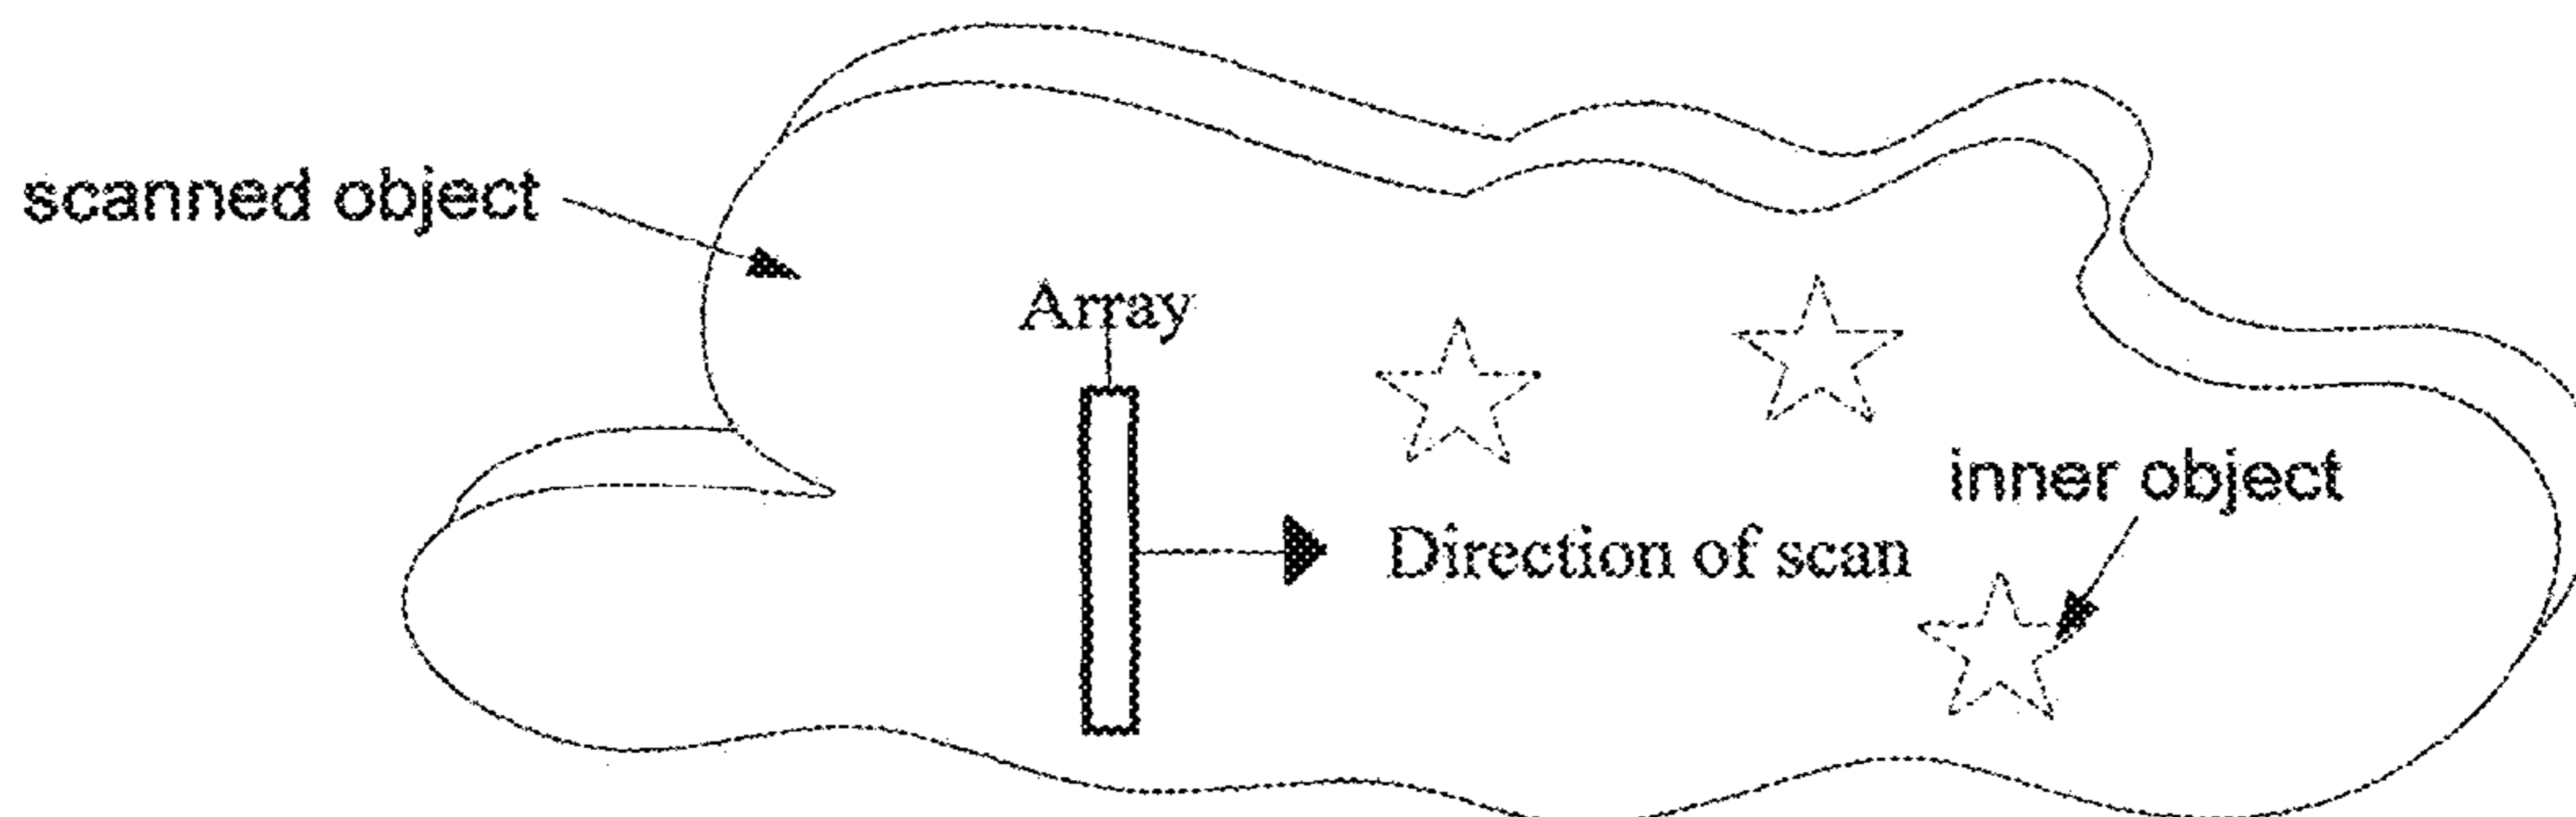 scanned object
Array
inner object
Direction of scan